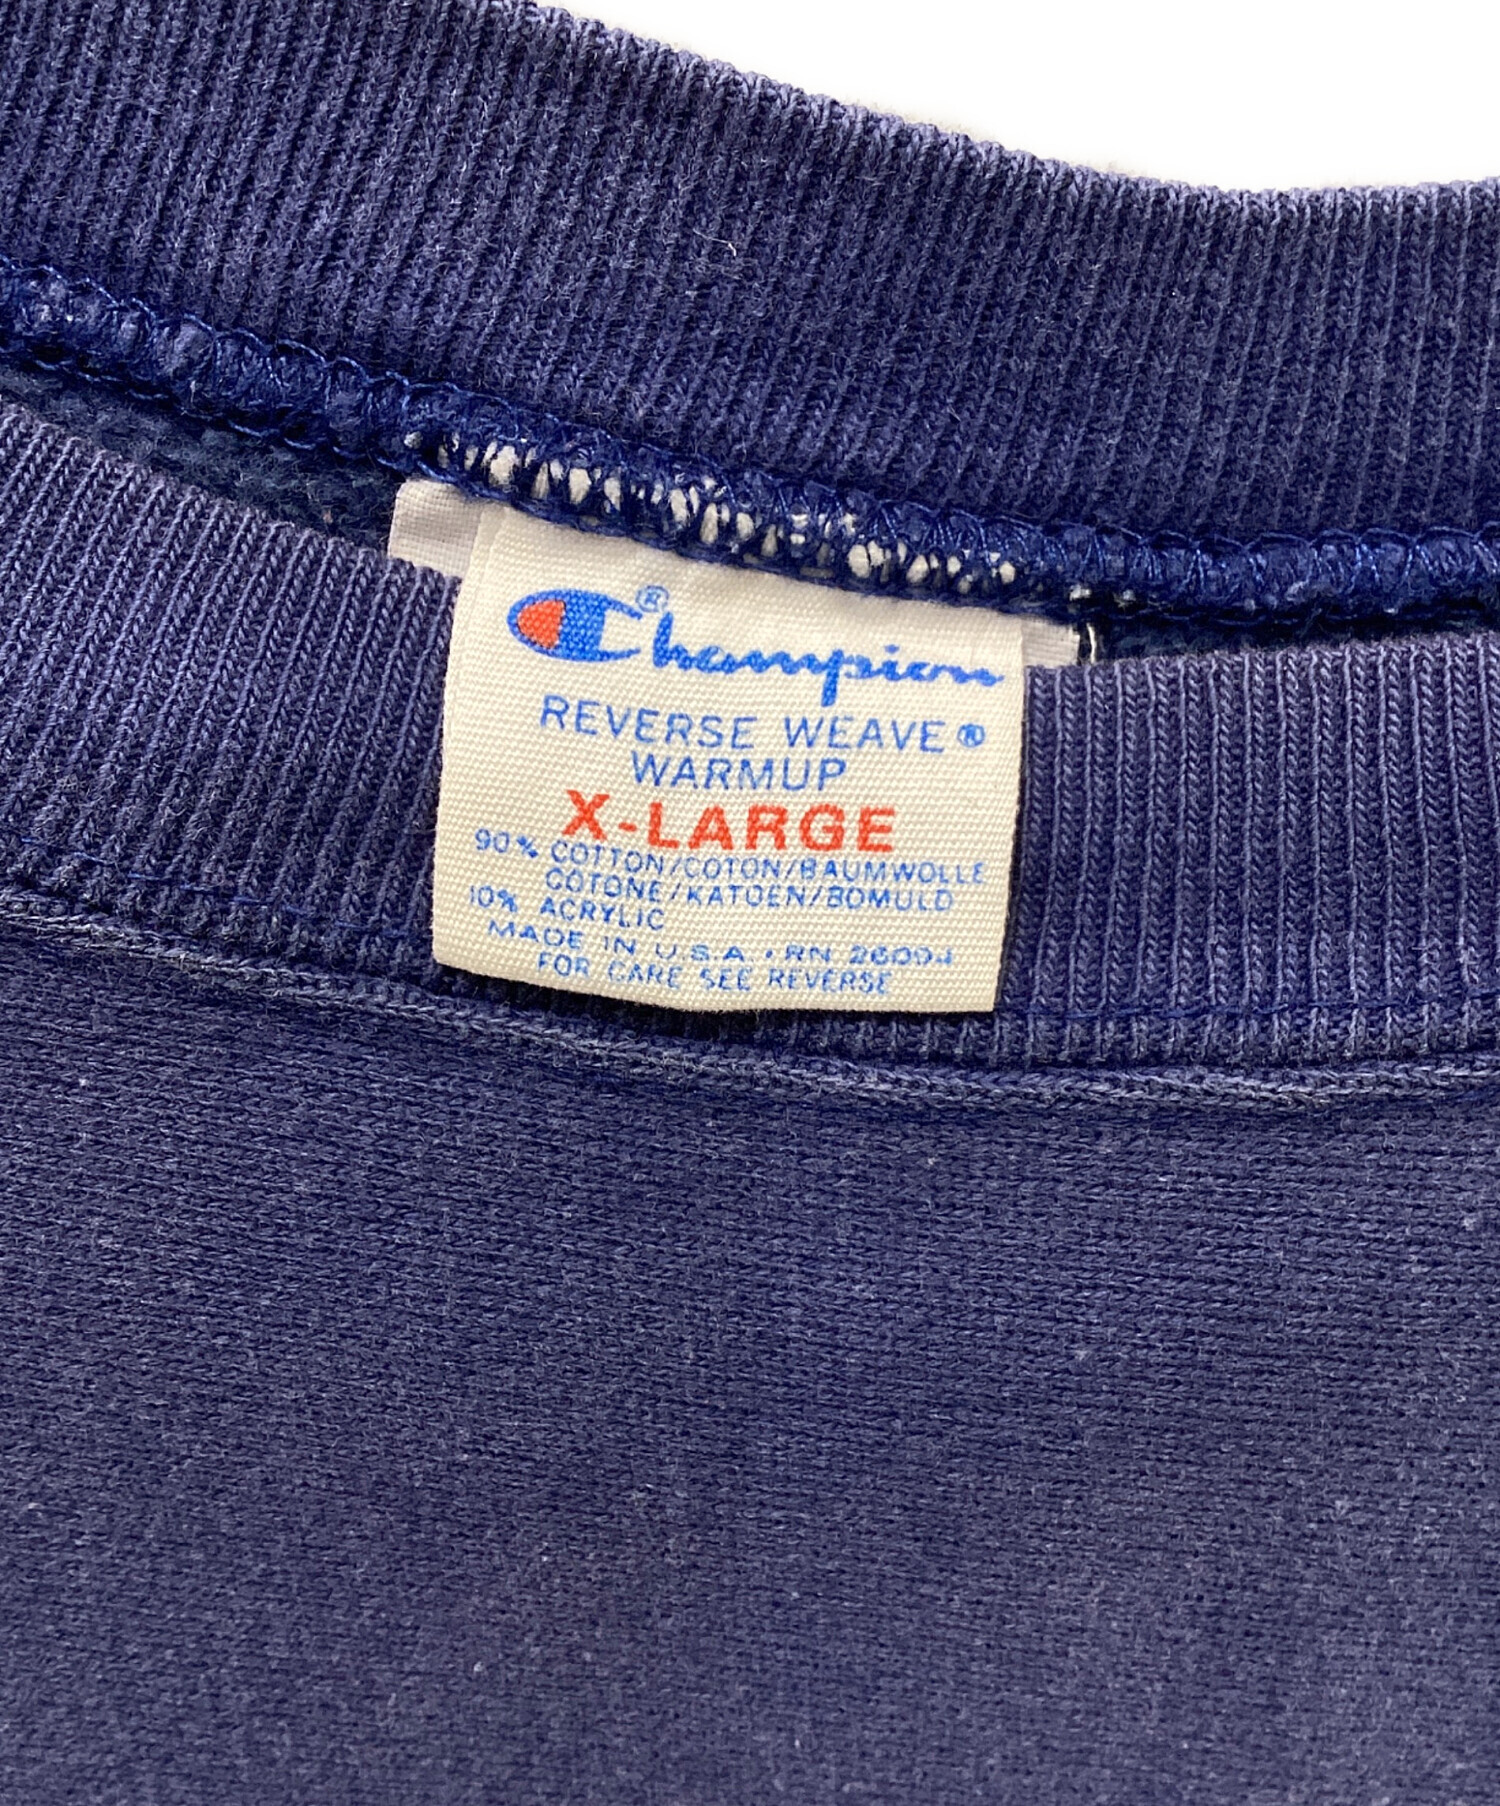 Champion®
REVERSE WEAVE®
WARMUP
X-LARGE
90% COTTON/COTON/BAUMWOLLE
COTONE/KATOEN/BOMULD
10% ACRYLIC
MADE IN U.S.A • RN 26094
FOR CARE SEE REVERSE